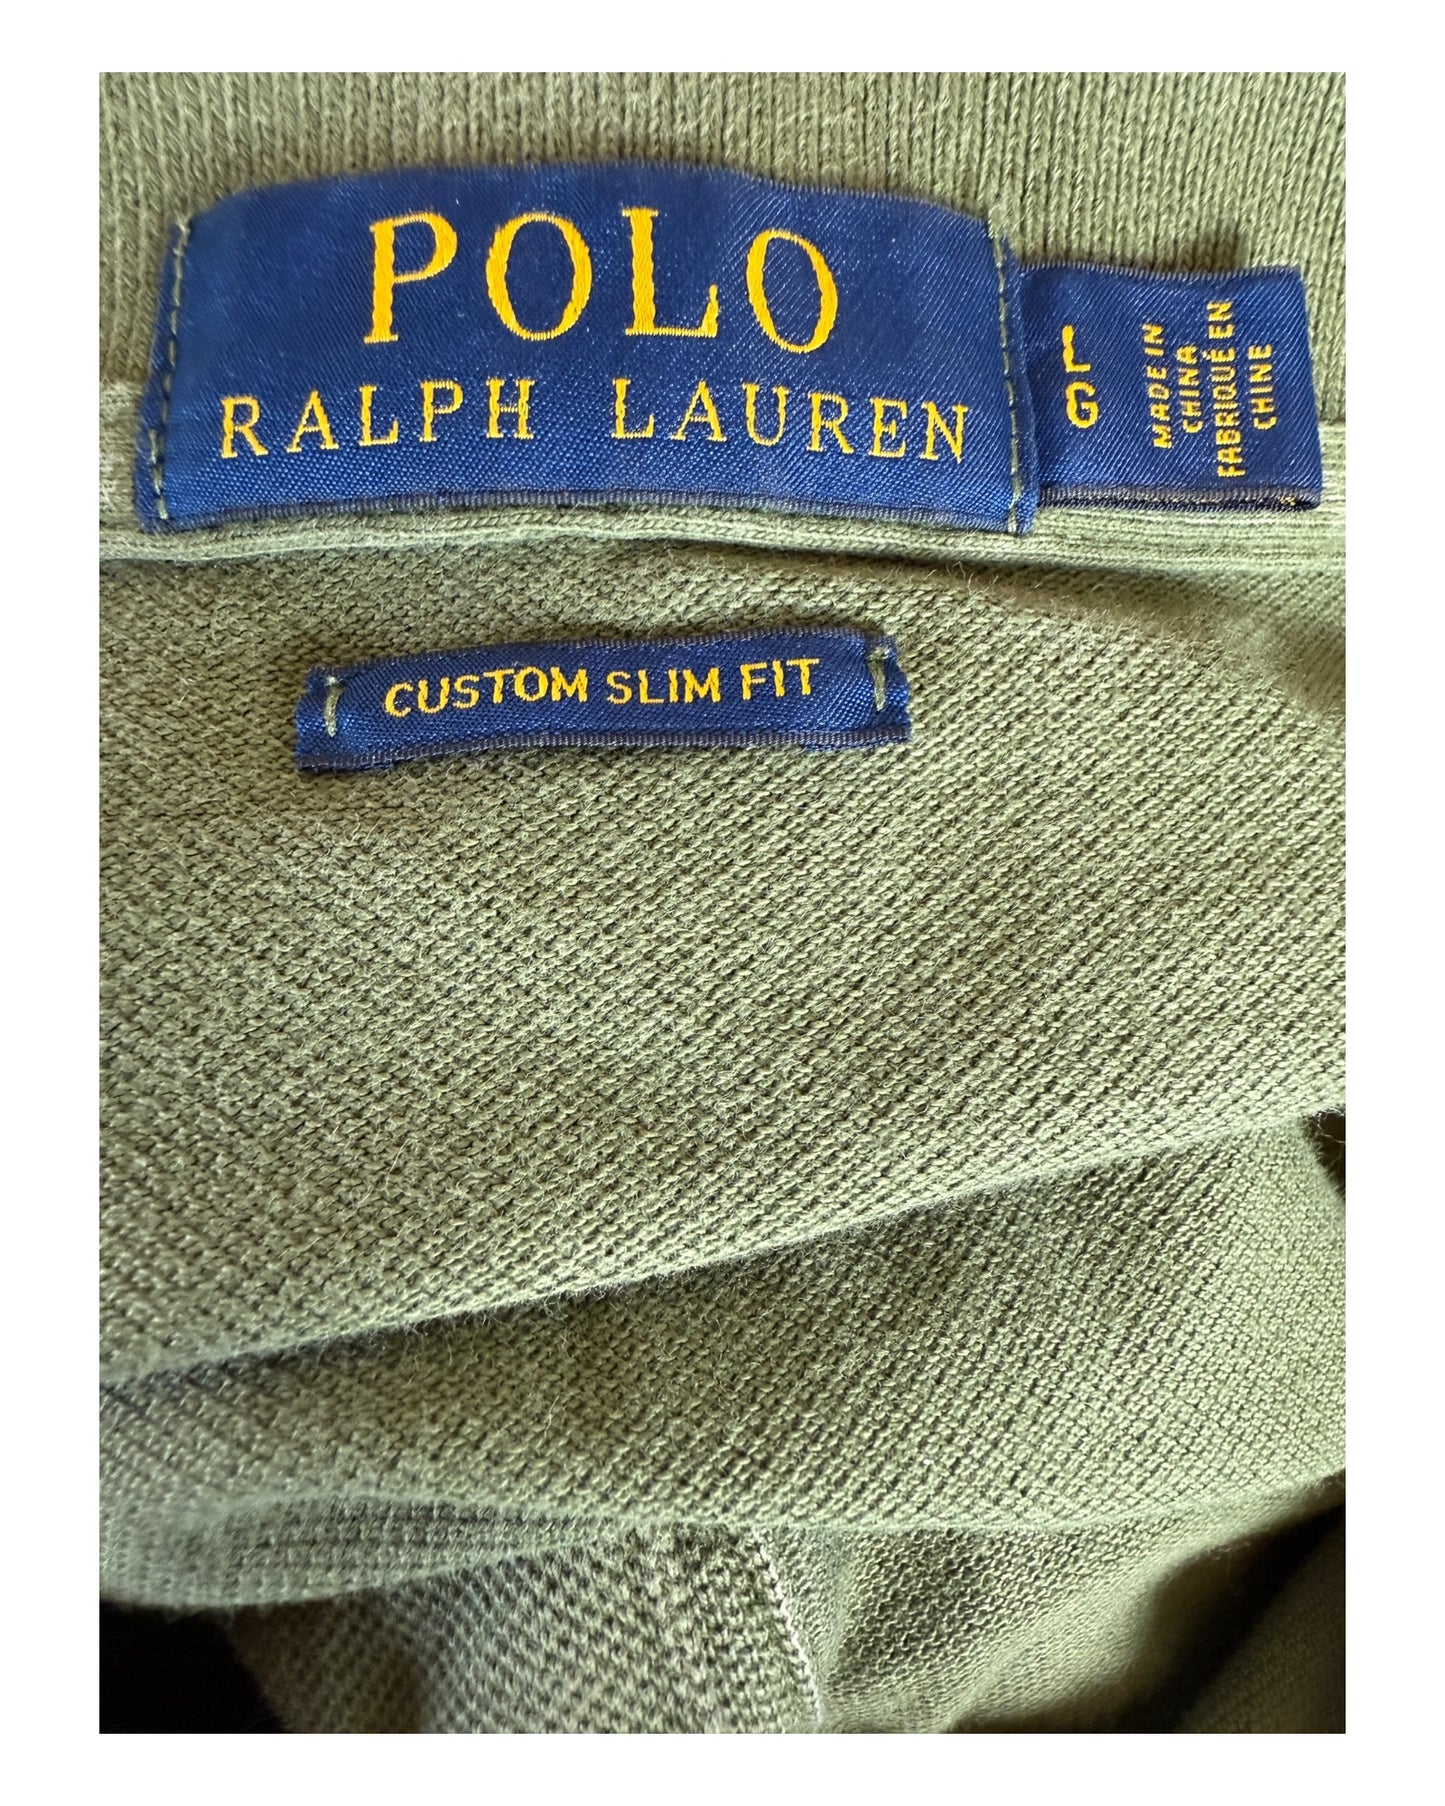 POLO
RALPH LAUREN
L
G
MADE IN
CHINA
FABRIQUÉ EN
CHINE
CUSTOM SLIM FIT